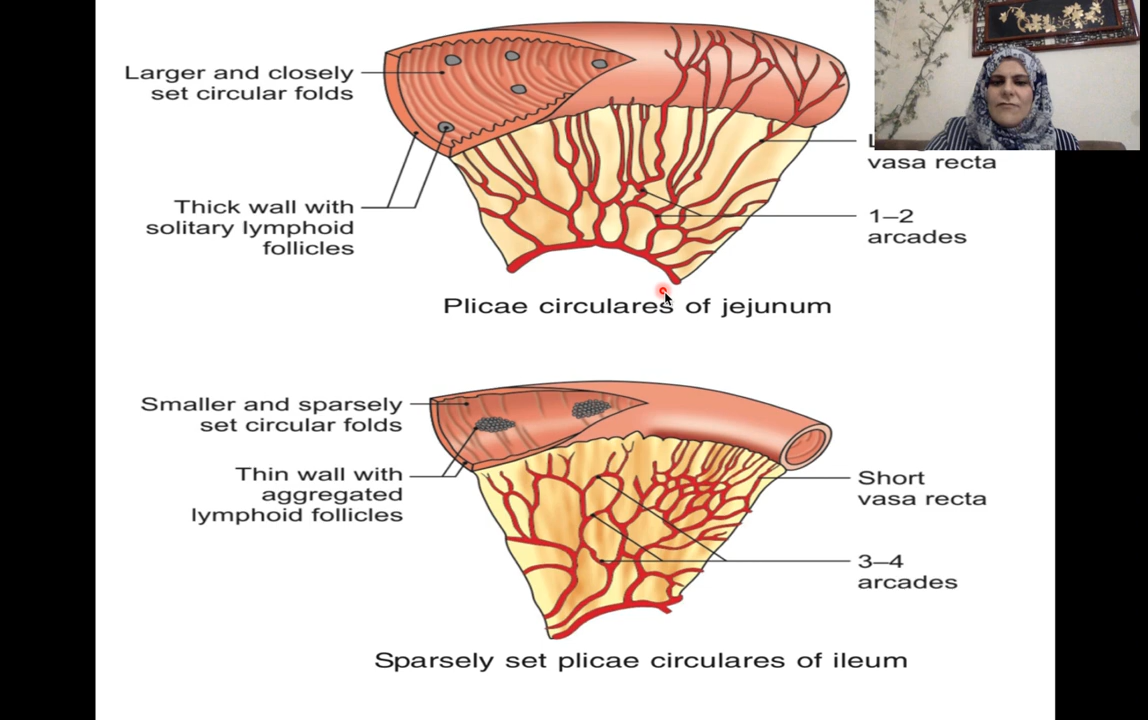 Larger and closely
set circular folds
Thick wall with
solitary lymphoid
follicles
vasa recta
1–2
arcades
Plicae circulares of jejunum
Smaller and sparsely
set circular folds
Thin wall with
aggregated
lymphoid follicles
Short
vasa recta
3–4
arcades
Sparsely set plicae circulares of ileum